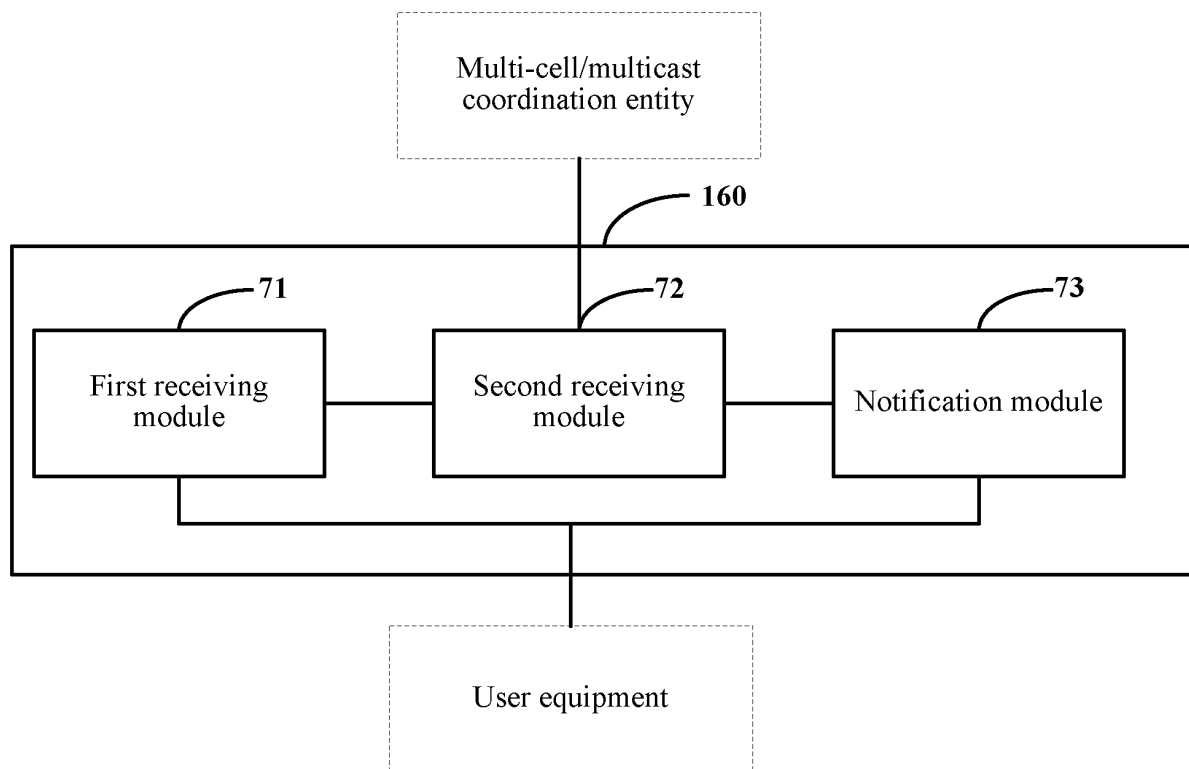 Multi-cell/multicast
coordination entity
160
71
72
73
First receiving
module
Second receiving
module
Notification module
User equipment